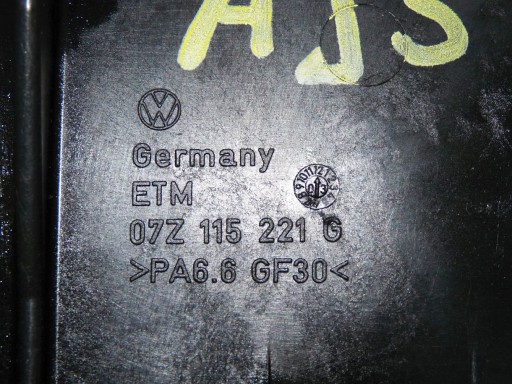 AJS
Germany
ETM
07Z 115 221 G
>PA6.6 GF30<